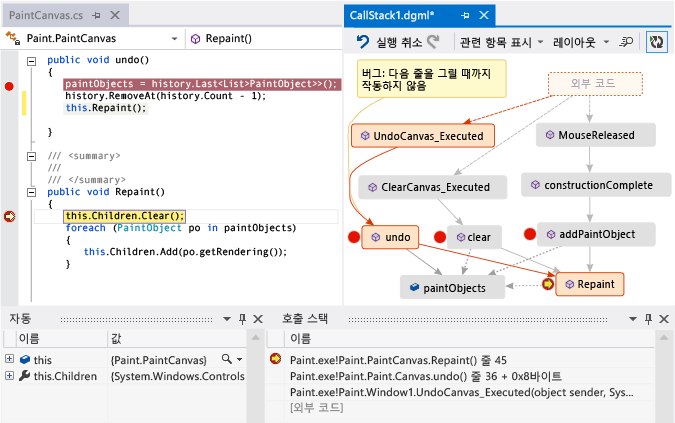 PaintCanvas.cs
Paint.PaintCanvas
Repaint()
public void undo()
{
paintObjects = history.Last<List>PaintObject>>();
history.RemoveAt(history.Count - 1);
this.Repaint();
}
/// <summary>
///
/// </summary>
public void Repaint()
{
this.Children.Clear();
foreach (PaintObject po in paintObjects)
{
this.Children.Add(po.getRendering());
}
CallStack1.dgml*
실행 취소
관련 항목 표시
레이아웃
버그: 다음 줄을 그릴 때까지
작동하지 않음
외부 코드
UndoCanvas_Executed
MouseReleased
ClearCanvas_Executed
constructionComplete
undo
clear
addPaintObject
paintObjects
Repaint
자동
이름 값
this {Paint.PaintCanvas}
this.Children {System.Windows.Controls
호출 스택
이름
Paint.exe!Paint.PaintCanvas.Repaint() 줄 45
Paint.exe!Paint.Paint.Canvas.undo() 줄 36 + 0x8바이트
Paint.exe!Paint.Window1.UndoCanvas_Executed(object sender, Sys...
[외부 코드]